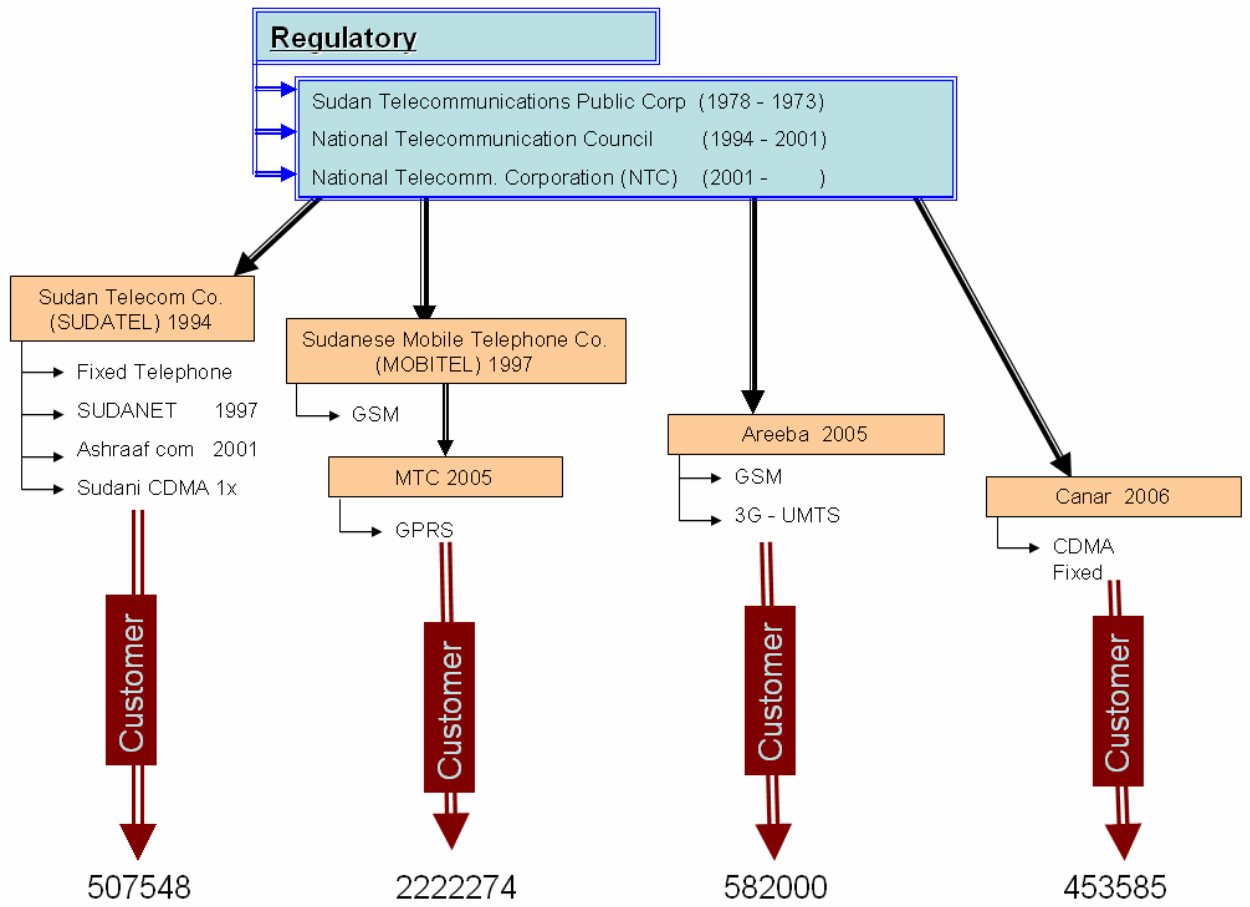 Regulatory
Sudan Telecommunications Public Corp (1978 - 1973)
National Telecommunication Council (1994 - 2001)
National Telecomm. Corporation (NTC) (2001 - )
Sudan Telecom Co.
(SUDATEL) 1994
Fixed Telephone
SUDANET 1997
Ashraaf com 2001
Sudani CDMA 1x
Sudanese Mobile Telephone Co.
(MOBITEL) 1997
GSM
MTC 2005
GPRS
Areeba 2005
GSM
3G - UMTS
Canar 2006
CDMA
Fixed
Customer
Customer
Customer
Customer
507548
2222274
582000
453585